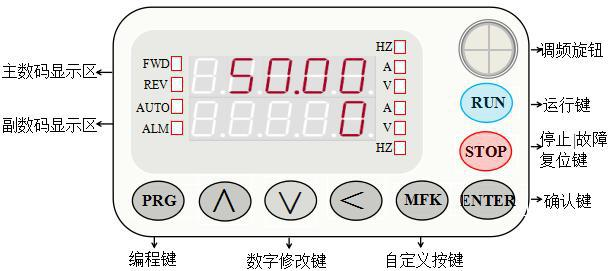 HZ
FWD
A
主数码显示区
50.00
调频旋钮
REV
V
RUN
运行键
AUTO
A
副数码显示区
0
ALM
V
停止|故障
复位键
STOP
HZ
PRG
∧
∨
<
MFK
ENTER
确认键
编程键
数字修改键
自定义按键